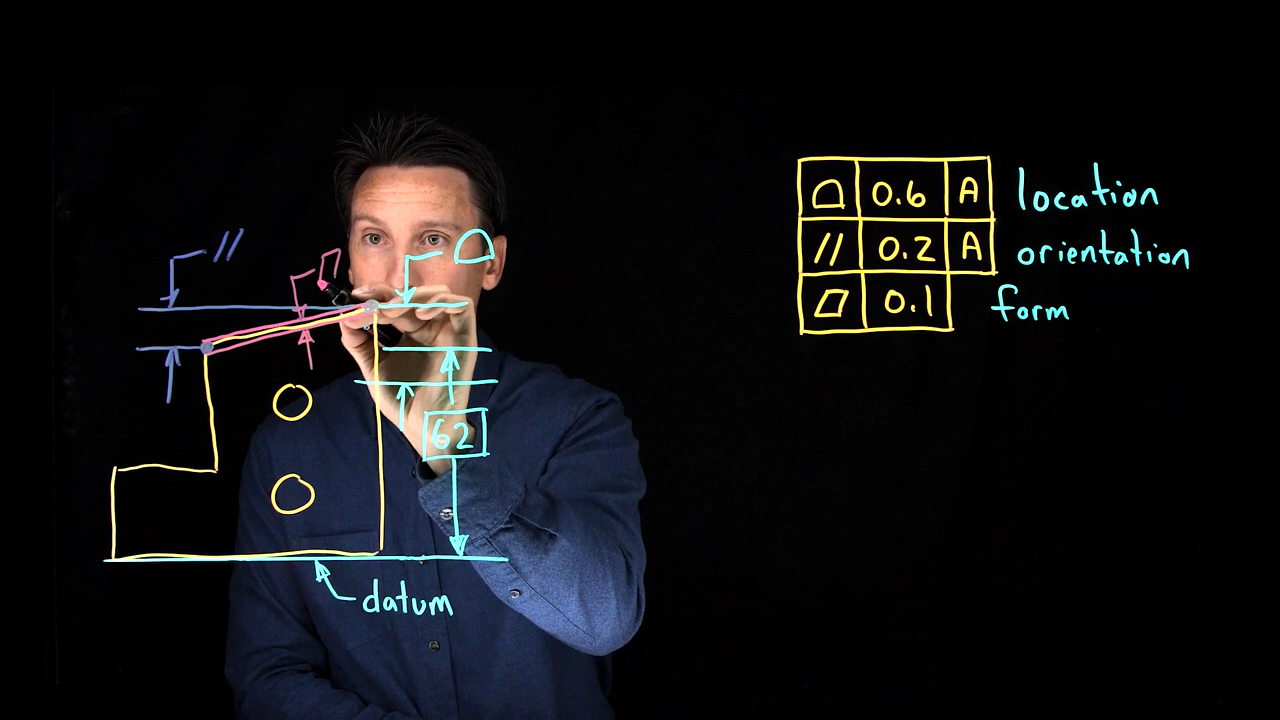 ⌓ 0.6 A location
// 0.2 A orientation
⏥ 0.1 form
//
⌓
62
datum